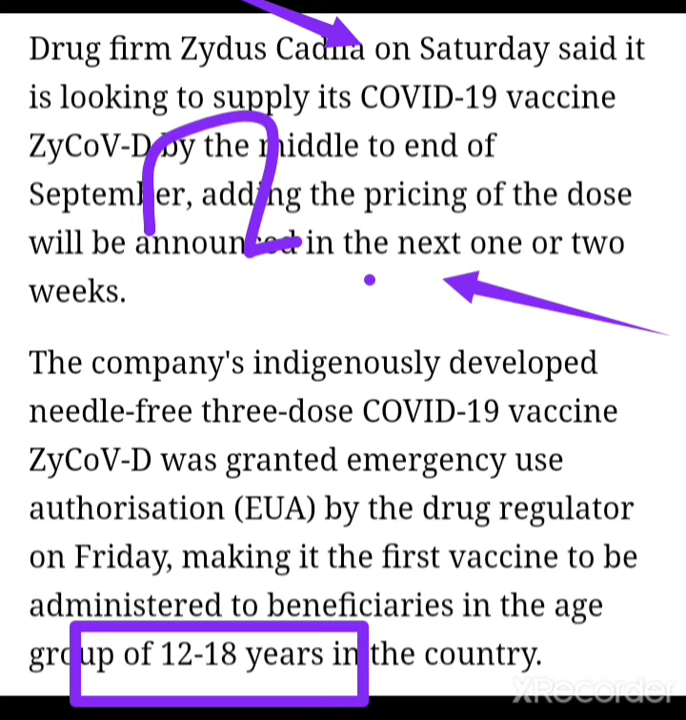 Drug firm Zydus Cadila on Saturday said it
is looking to supply its COVID-19 vaccine
ZyCoV-D by the middle to end of
September, adding the pricing of the dose
will be announced in the next one or two
weeks.
The company's indigenously developed
needle-free three-dose COVID-19 vaccine
ZyCoV-D was granted emergency use
authorisation (EUA) by the drug regulator
on Friday, making it the first vaccine to be
administered to beneficiaries in the age
group of 12-18 years in the country.
XRecorder